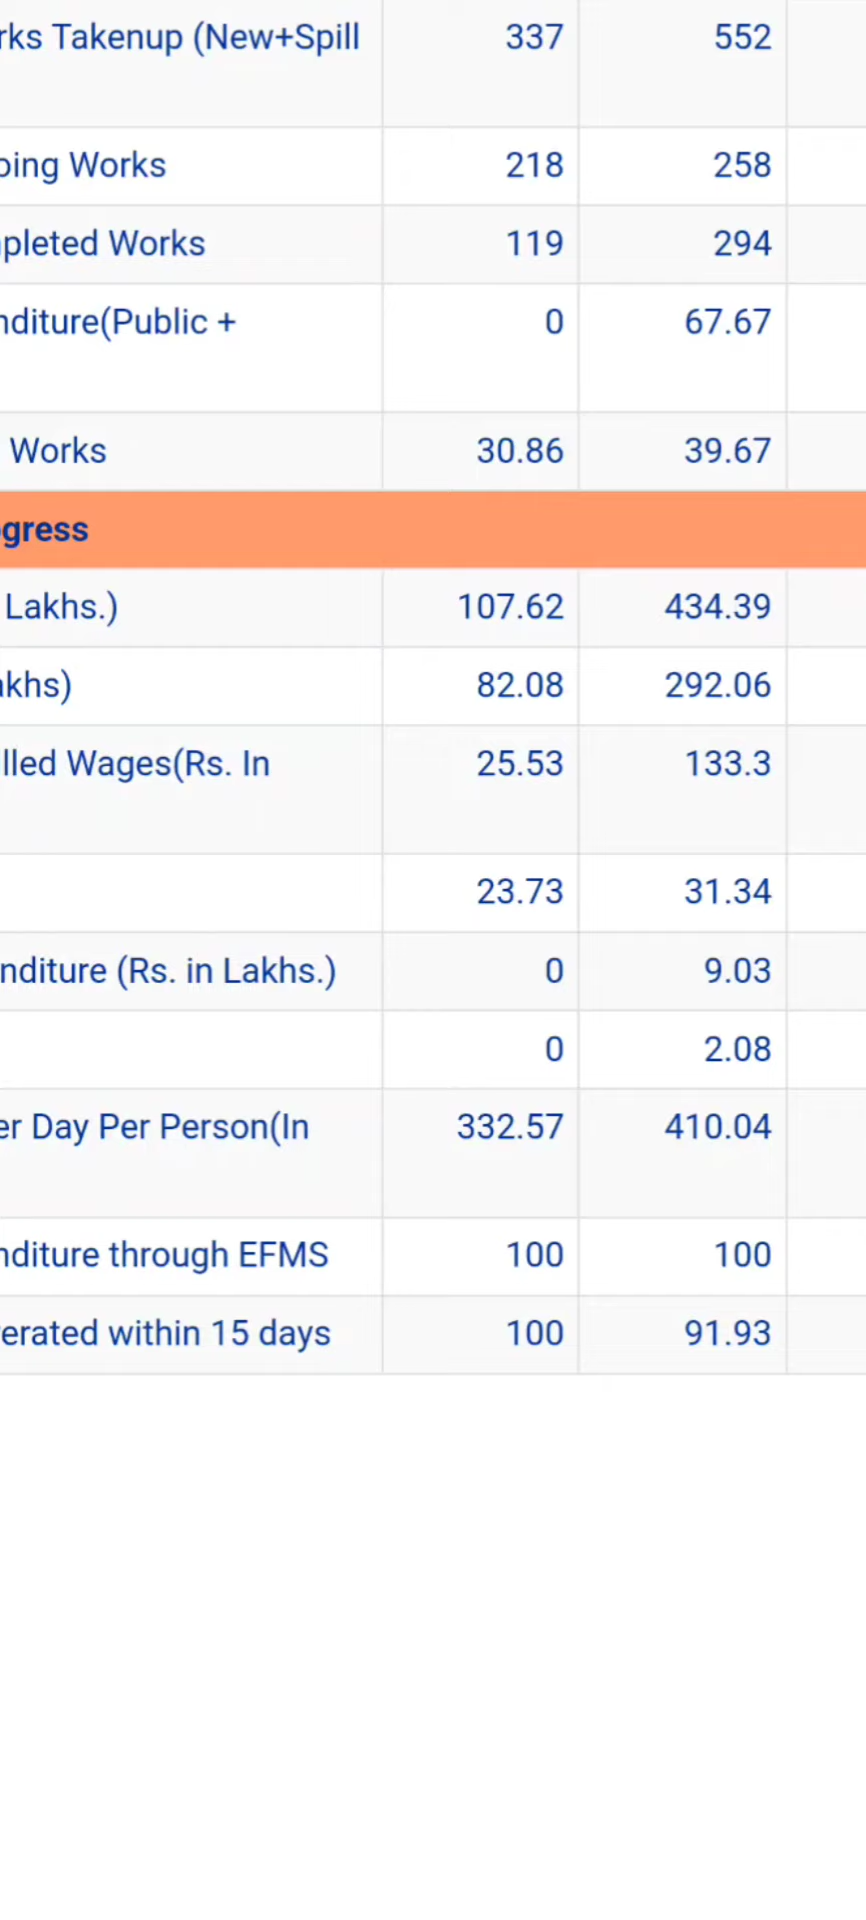 rks Takenup (New+Spill 337 552
oing Works 218 258
pleted Works 119 294
nditure(Public + 0 67.67
Works 30.86 39.67
gress
Lakhs.) 107.62 434.39
akhs) 82.08 292.06
lled Wages(Rs. In 25.53 133.3
23.73 31.34
nditure (Rs. in Lakhs.) 0 9.03
0 2.08
er Day Per Person(In 332.57 410.04
nditure through EFMS 100 100
erated within 15 days 100 91.93